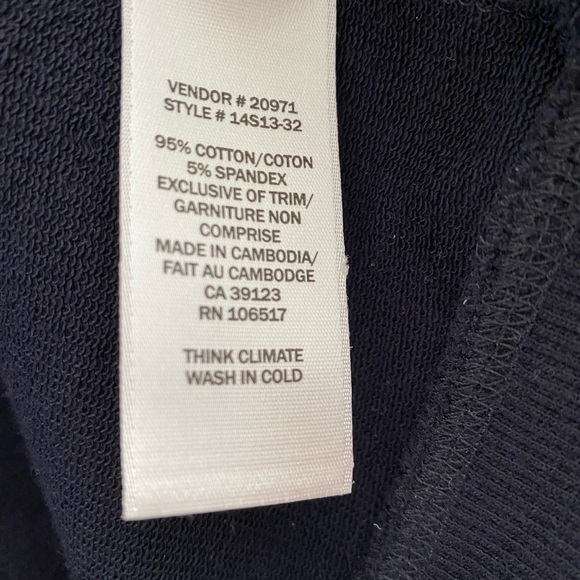 VENDOR # 20971
STYLE # 14S13-32
95% COTTON/COTON
5% SPANDEX
EXCLUSIVE OF TRIM/
GARNITURE NON
COMPRISE
MADE IN CAMBODIA/
FAIT AU CAMBODGE
CA 39123
RN 106517
THINK CLIMATE
WASH IN COLD